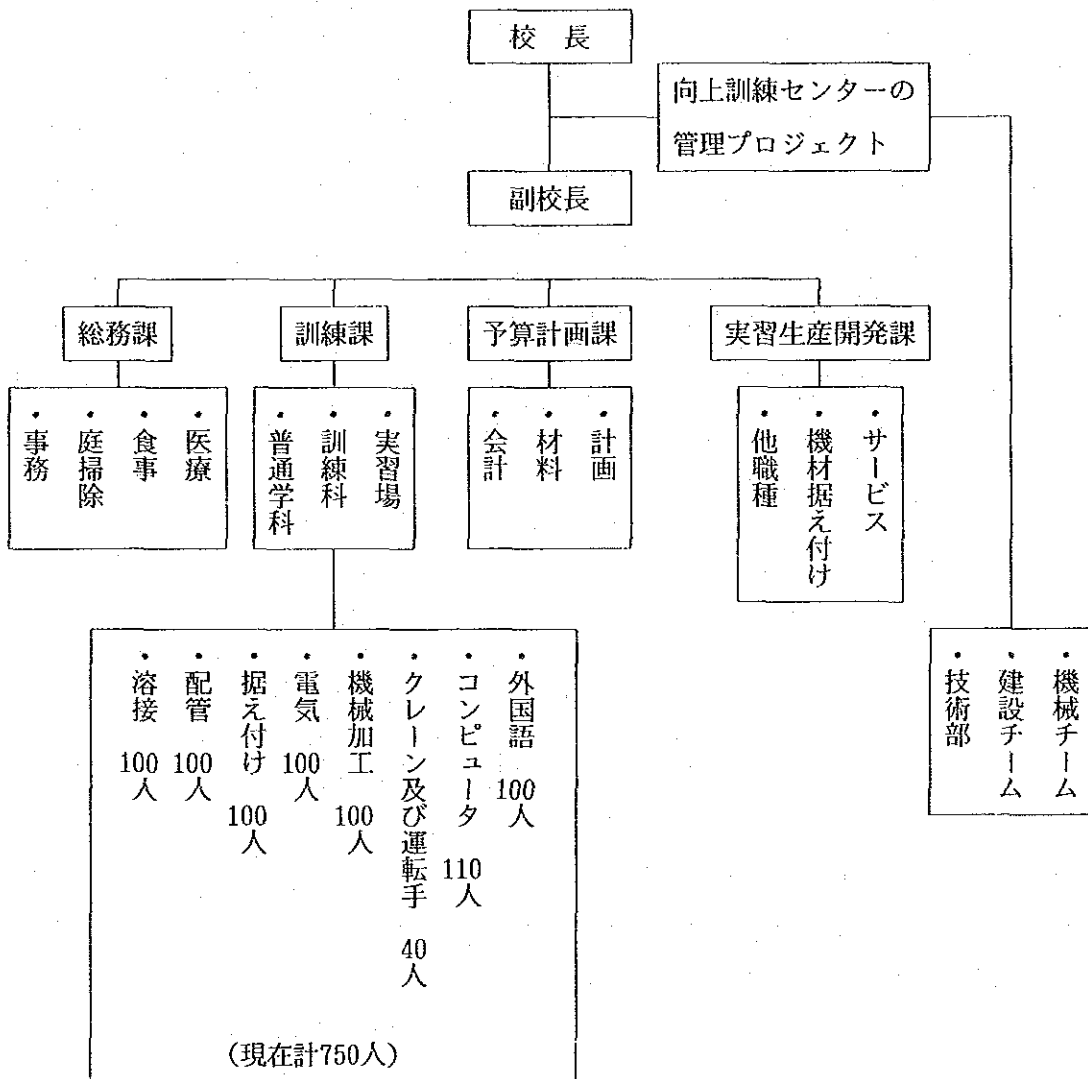 校 長
向上訓練センターの
管理プロジェクト
副校長
総務課
訓練課
予算計画課
実習生産開発課
・医療
・食事
・庭掃除
・事務
・実習場
・訓練科
・普通学科
・計画
・材料
・会計
・サービス
・機材据え付け
・他職種
・外国語 100人
・コンピュータ 110人
・クレーン及び運転手 40人
・機械加工 100人
・電気 100人
・据え付け 100人
・配管 100人
・溶接 100人
(現在計750人)
・機械チーム
・建設チーム
・技術部